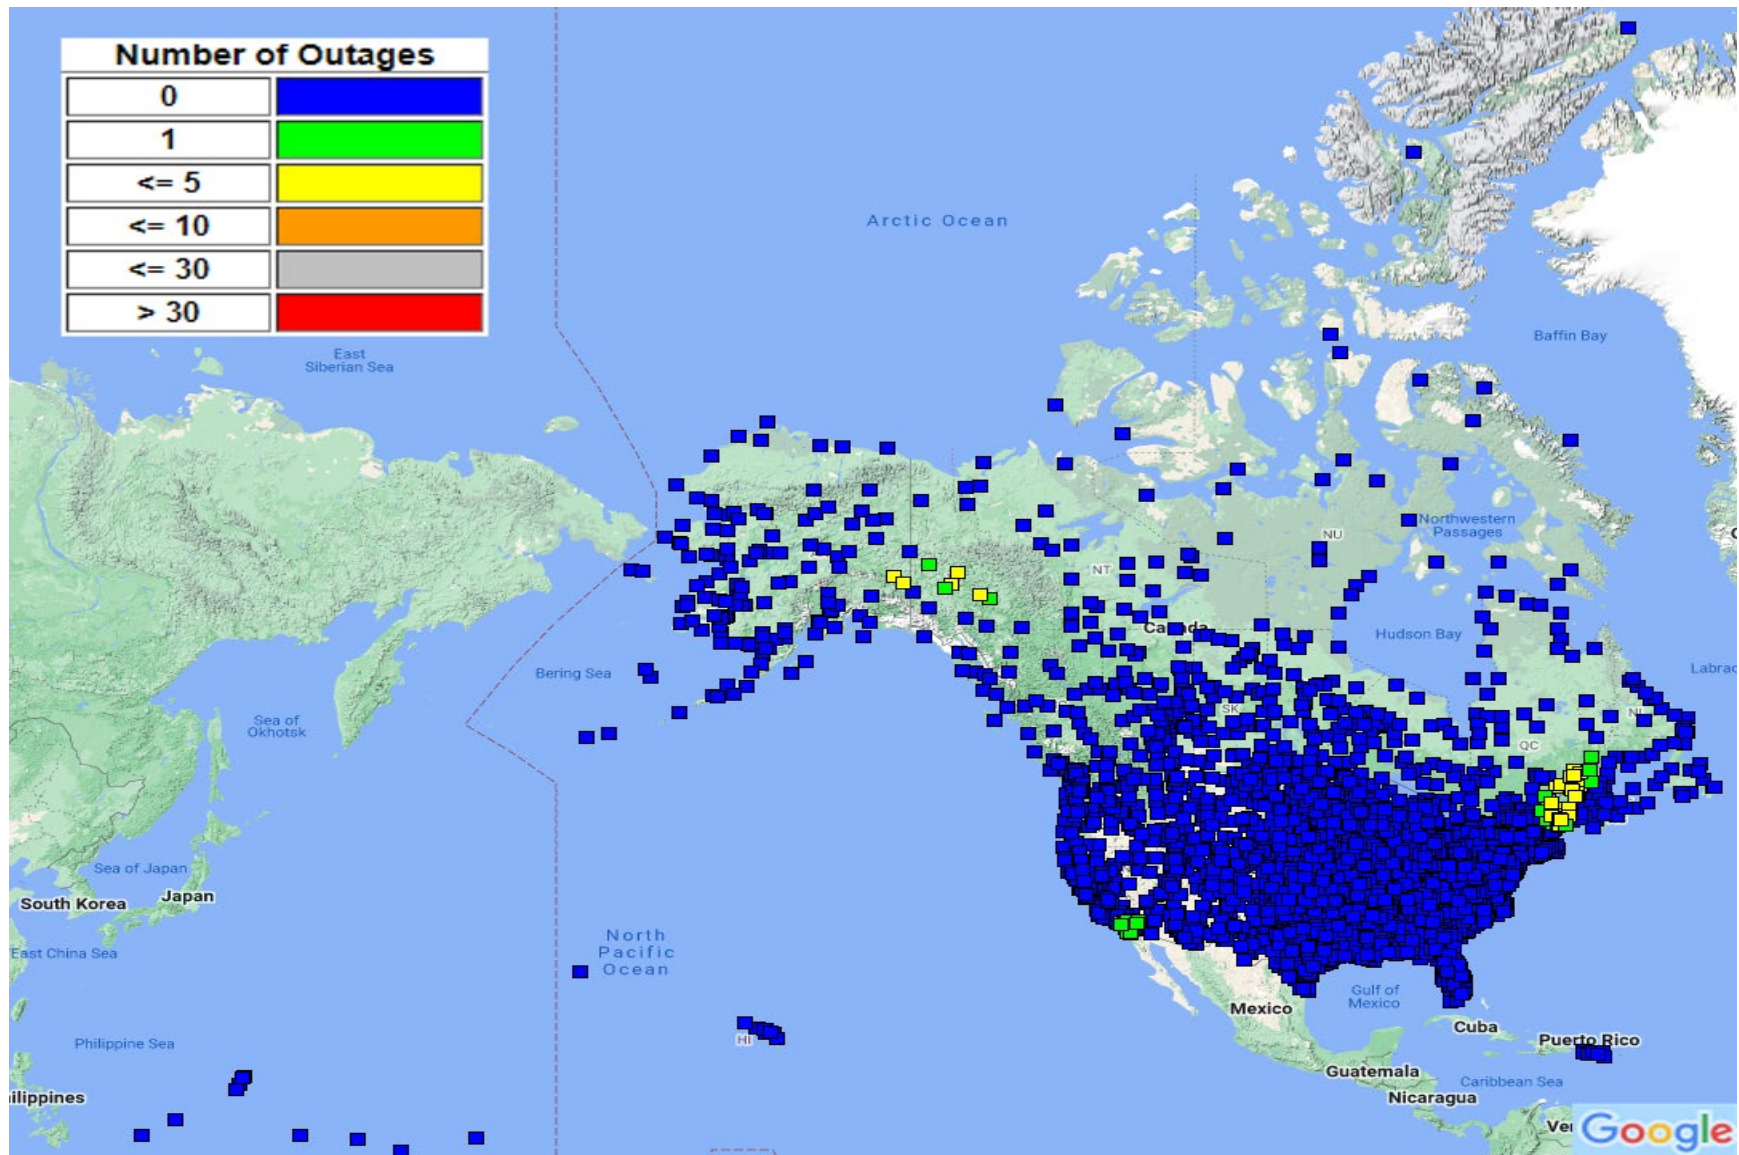 Number of Outages
0
1
<= 5
<= 10
<= 30
> 30
Arctic Ocean
East
Siberian Sea
Baffin Bay
Northwestern
Passages
NU
NT
Canada
Hudson Bay
Bering Sea
Labrac
Sea of
Okhotsk
SK
NL
QC
Sea of Japan
South Korea
Japan
East China Sea
North
Pacific
Ocean
Gulf of
Mexico
Mexico
Cuba
HI
Puerto Rico
Philippine Sea
Guatemala
Caribbean Sea
ilippines
Nicaragua
Ve
Google